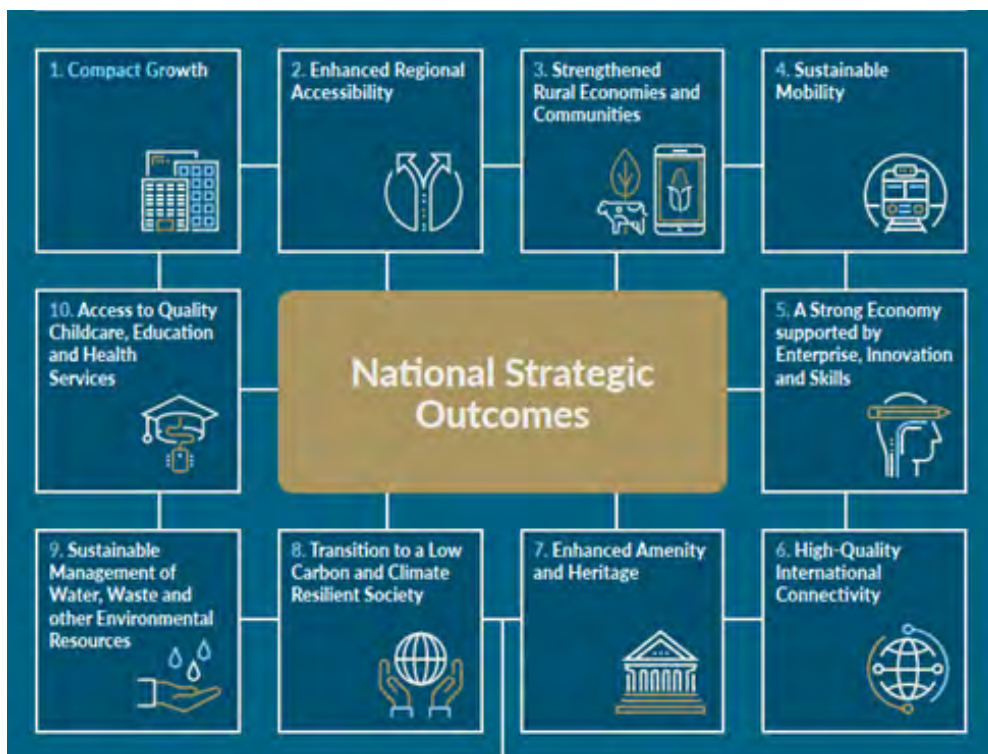 1. Compact Growth
2. Enhanced Regional
Accessibility
3. Strengthened
Rural Economies and
Communities
4. Sustainable
Mobility
10. Access to Quality
Childcare, Education
and Health
Services
National Strategic
Outcomes
5. A Strong Economy
supported by
Enterprise, Innovation
and Skills
9. Sustainable
Management of
Water, Waste and
other Environmental
Resources
8. Transition to a Low
Carbon and Climate
Resilient Society
7. Enhanced Amenity
and Heritage
6. High-Quality
International
Connectivity